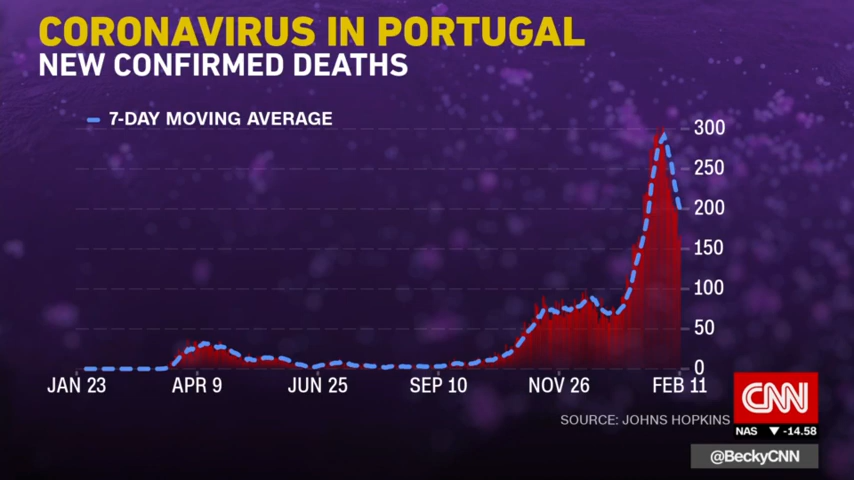 CORONAVIRUS IN PORTUGAL
NEW CONFIRMED DEATHS
7-DAY MOVING AVERAGE
300
250
200
150
100
50
0
JAN 23 APR 9 JUN 25 SEP 10 NOV 26 FEB 11
SOURCE: JOHNS HOPKINS
CNN
NAS ▼ -14.58
@BeckyCNN